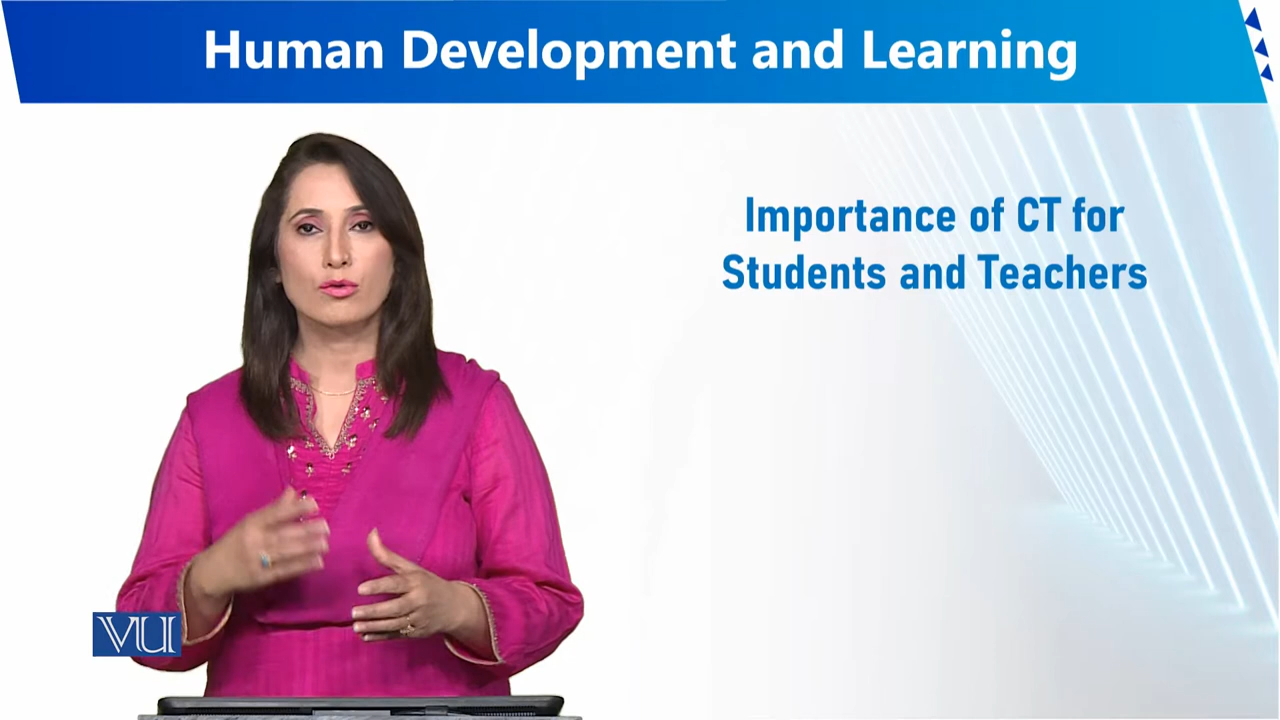 Human Development and Learning
Importance of CT for
Students and Teachers
VU